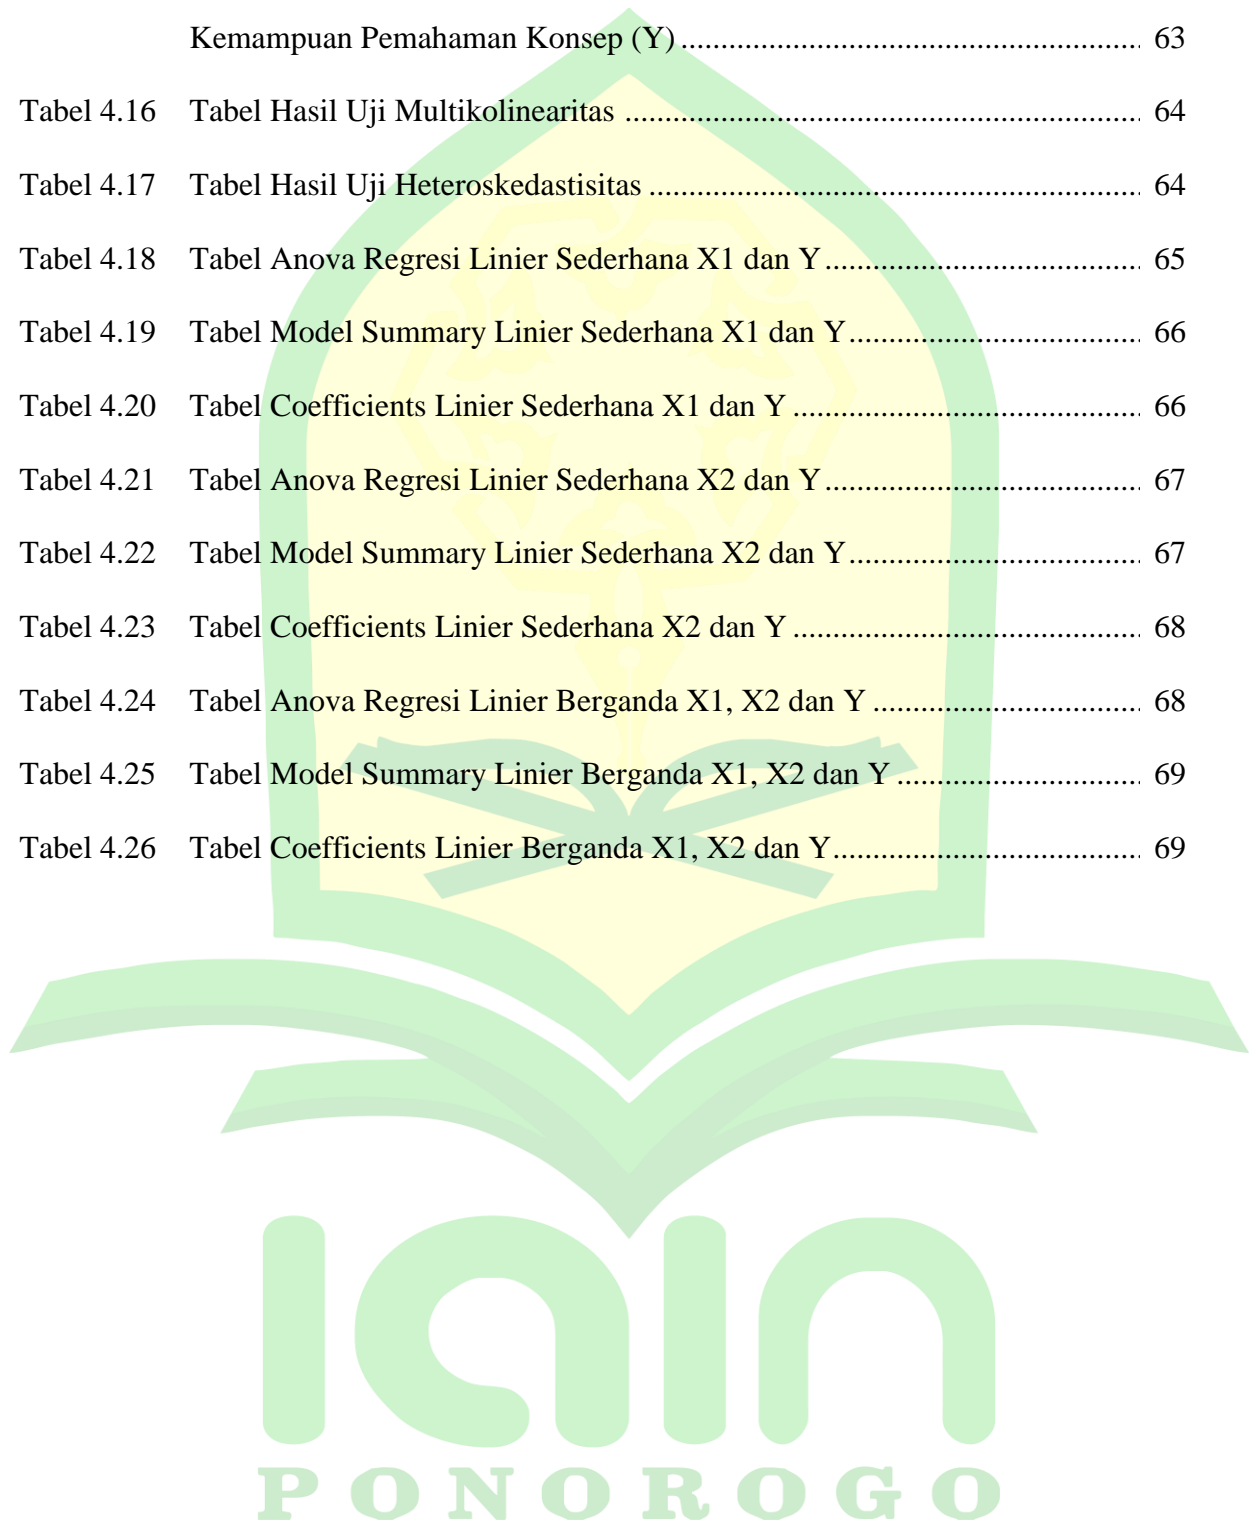 Kemampuan Pemahaman Konsep (Y) ........................................................ 63
Tabel 4.16 Tabel Hasil Uji Multikolinearitas ................................................................ 64
Tabel 4.17 Tabel Hasil Uji Heteroskedastisitas ............................................................. 64
Tabel 4.18 Tabel Anova Regresi Linier Sederhana X1 dan Y ....................................... 65
Tabel 4.19 Tabel Model Summary Linier Sederhana X1 dan Y .................................... 66
Tabel 4.20 Tabel Coefficients Linier Sederhana X1 dan Y ........................................... 66
Tabel 4.21 Tabel Anova Regresi Linier Sederhana X2 dan Y ....................................... 67
Tabel 4.22 Tabel Model Summary Linier Sederhana X2 dan Y .................................... 67
Tabel 4.23 Tabel Coefficients Linier Sederhana X2 dan Y ........................................... 68
Tabel 4.24 Tabel Anova Regresi Linier Berganda X1, X2 dan Y ................................. 68
Tabel 4.25 Tabel Model Summary Linier Berganda X1, X2 dan Y .............................. 69
Tabel 4.26 Tabel Coefficients Linier Berganda X1, X2 dan Y ...................................... 69
iain
PONOROGO